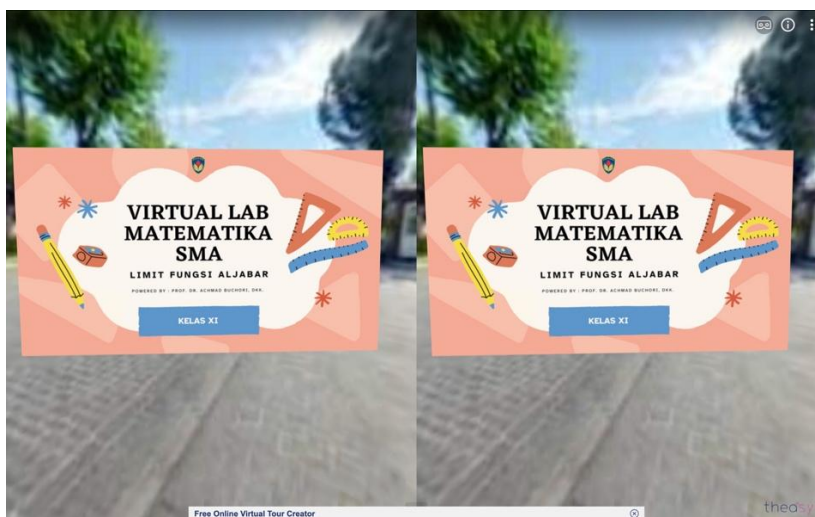 VIRTUAL LAB
MATEMATIKA
SMA
LIMIT FUNGSI ALJABAR
POWERED BY : PROF. DR. ACHMAD BUCHORI, DKK.
KELAS XI
VIRTUAL LAB
MATEMATIKA
SMA
LIMIT FUNGSI ALJABAR
POWERED BY : PROF. DR. ACHMAD BUCHORI, DKK.
KELAS XI
Free Online Virtual Tour Creator
theasys